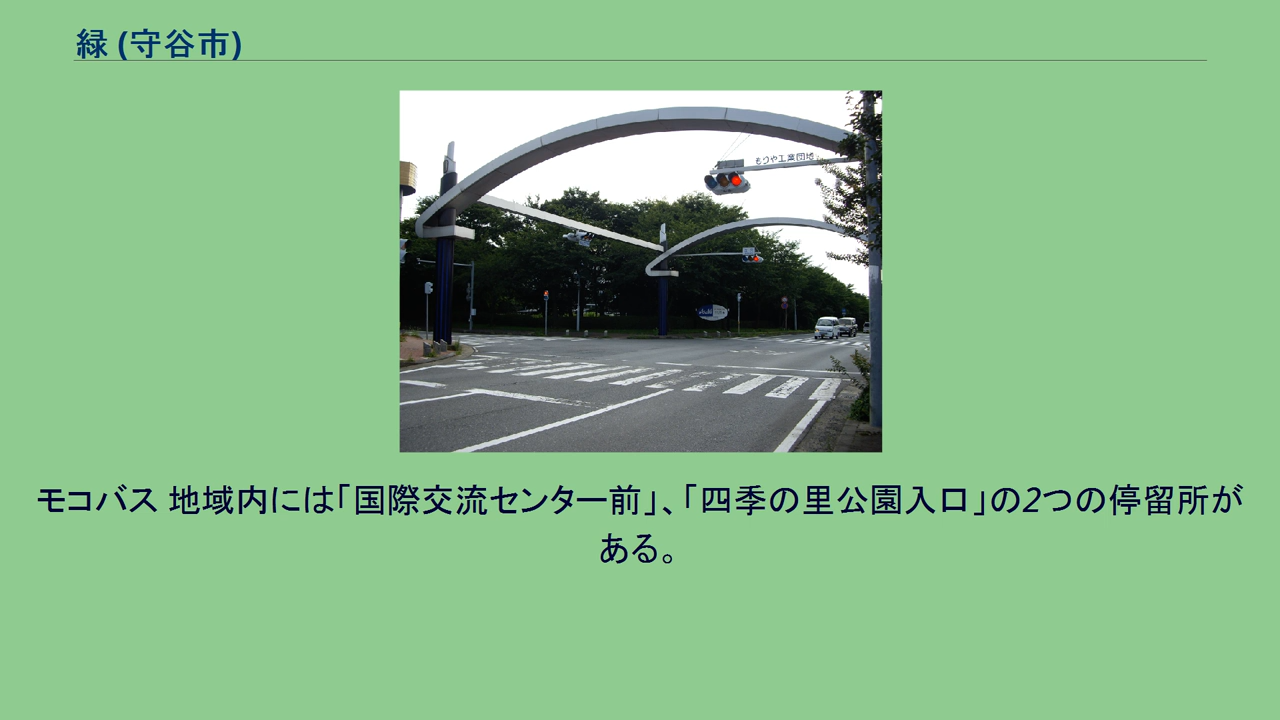 緑 (守谷市)
もりや工業団地
Asahi
モコバス 地域内には「国際交流センター前」、「四季の里公園入口」の2つの停留所が
ある。